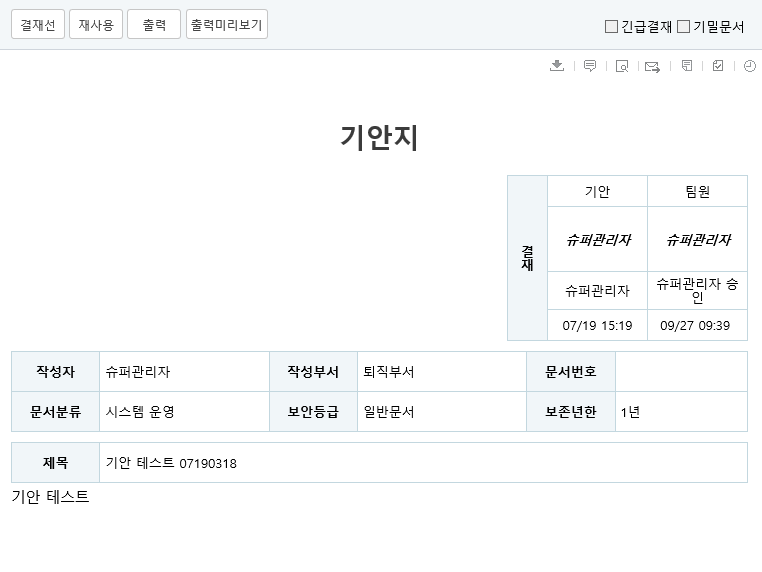 결재선 재사용 출력 출력미리보기 긴급결재 기밀문서
기안지
결재 기안 팀원
슈퍼관리자 슈퍼관리자
슈퍼관리자 슈퍼관리자 승인
07/19 15:19 09/27 09:39
작성자 슈퍼관리자 작성부서 퇴직부서 문서번호
문서분류 시스템 운영 보안등급 일반문서 보존년한 1년
제목 기안 테스트 07190318
기안 테스트